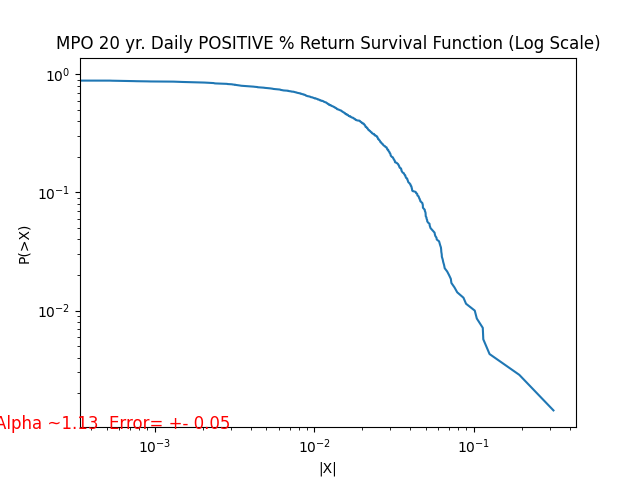 MPO 20 yr. Daily POSITIVE % Return Survival Function (Log Scale)
10⁰
10⁻¹
10⁻²
P(>X)
Alpha ~1.13  Error= +- 0.05
10⁻³
10⁻²
10⁻¹
|X|